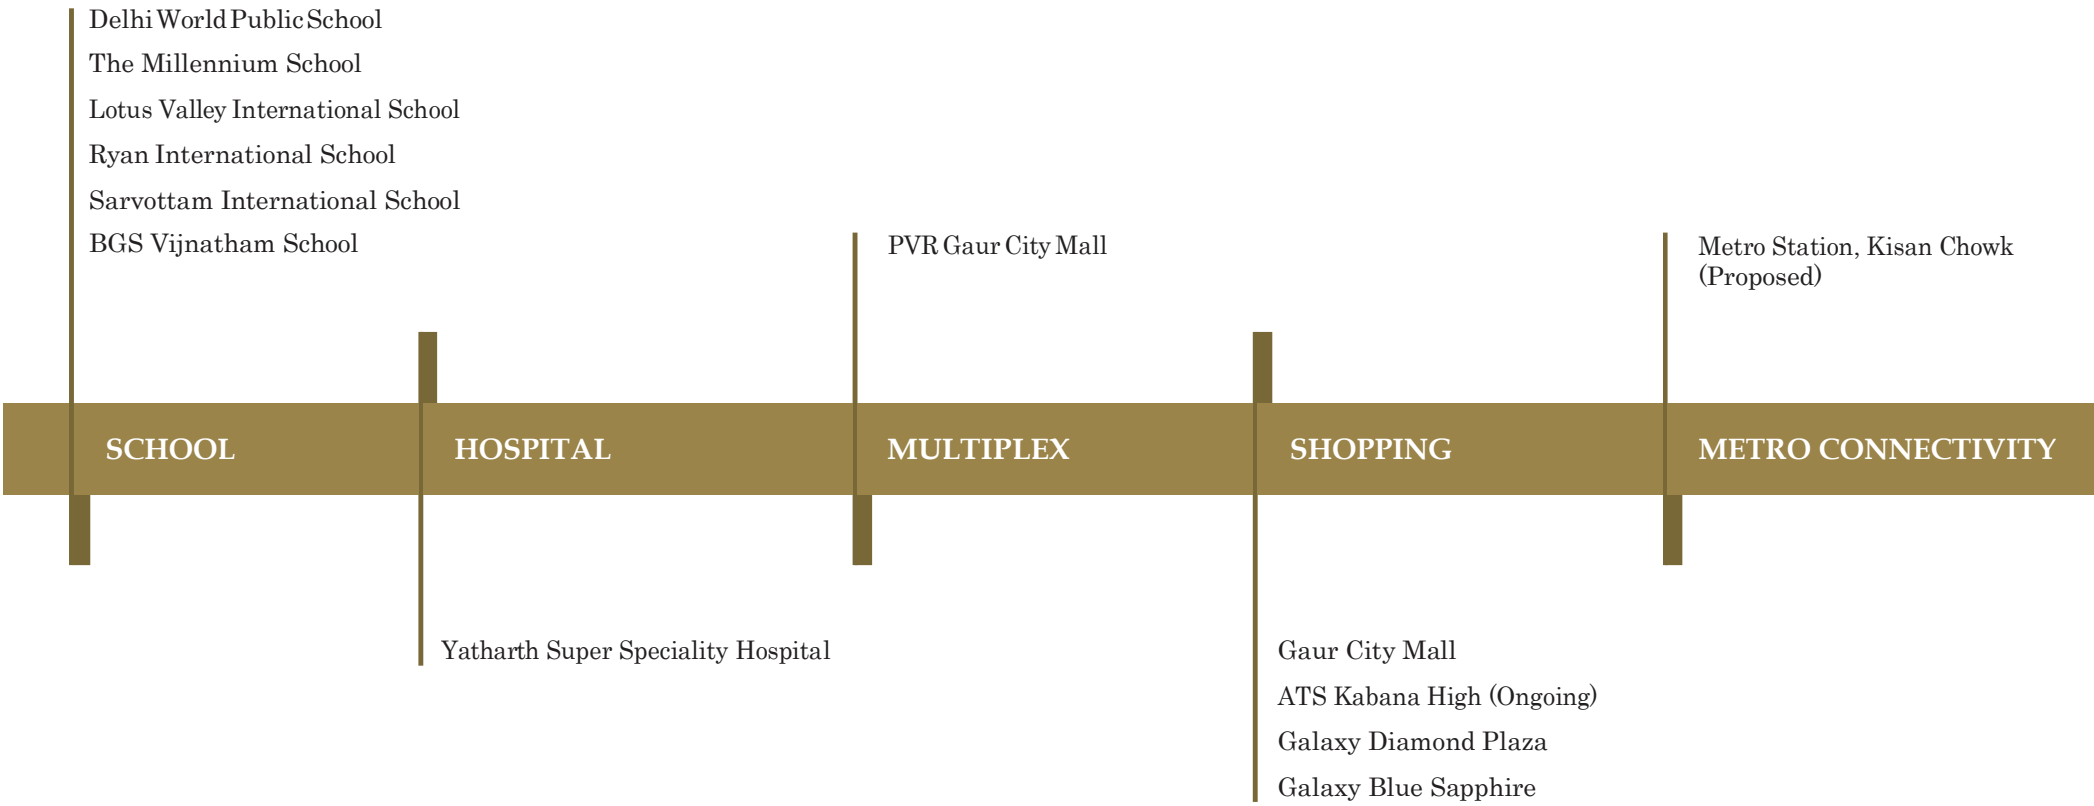 Delhi World Public School
The Millennium School
Lotus Valley International School
Ryan International School
Sarvottam International School
BGS Vijnatham School
PVR Gaur City Mall
Metro Station, Kisan Chowk
(Proposed)
SCHOOL
HOSPITAL
MULTIPLEX
SHOPPING
METRO CONNECTIVITY
Yatharth Super Speciality Hospital
Gaur City Mall
ATS Kabana High (Ongoing)
Galaxy Diamond Plaza
Galaxy Blue Sapphire